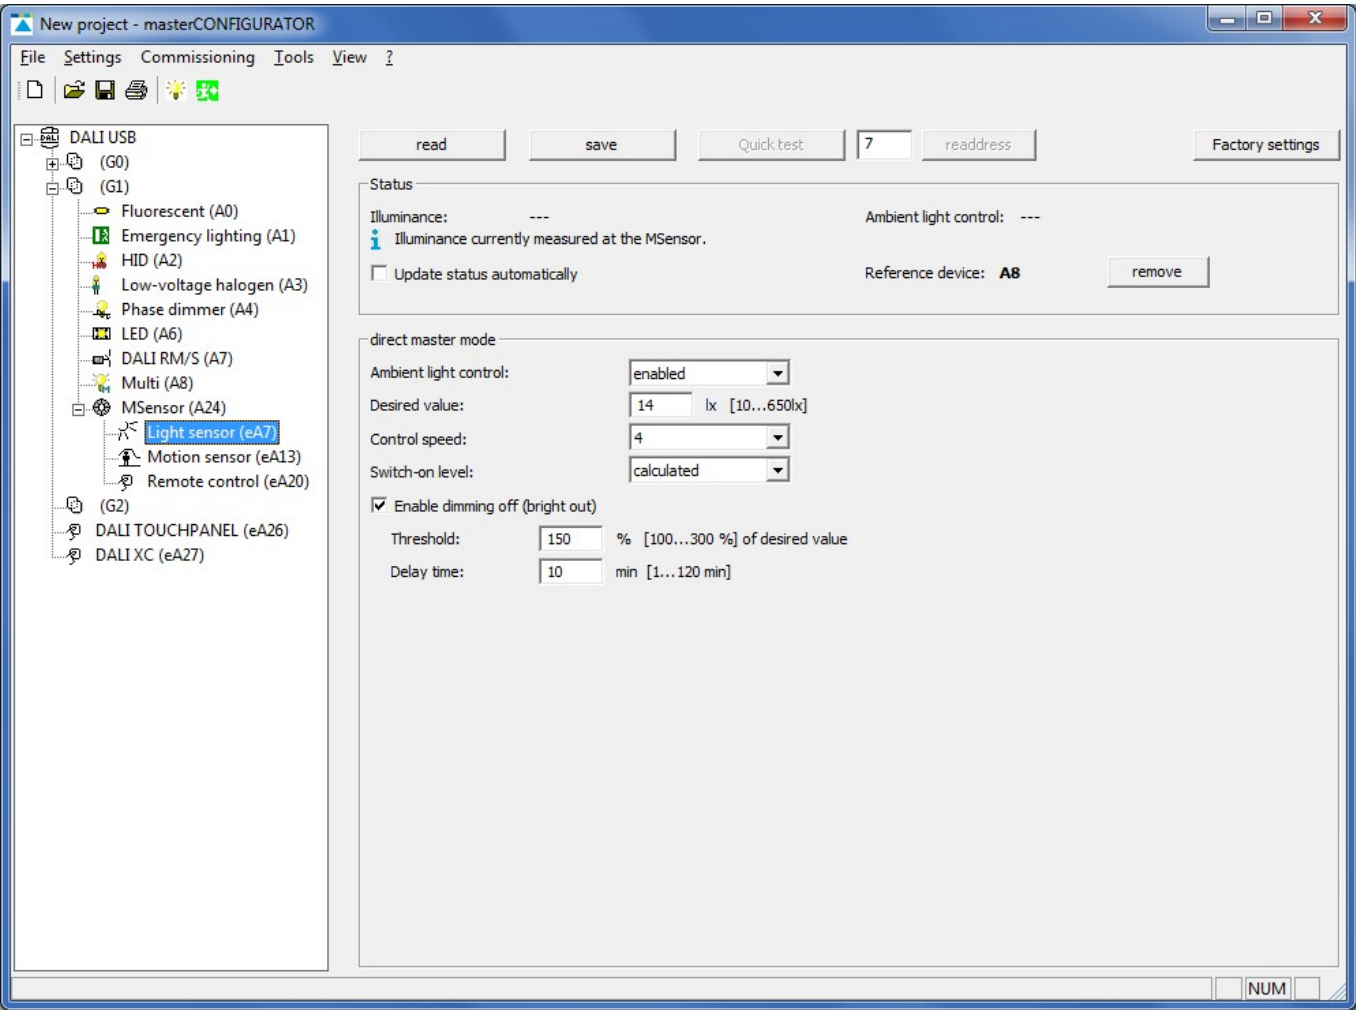 New project - masterCONFIGURATOR
File Settings Commissioning Tools View ?
DALI USB
(G0)
(G1)
Fluorescent (A0)
Emergency lighting (A1)
HID (A2)
Low-voltage halogen (A3)
Phase dimmer (A4)
LED (A6)
DALI RM/S (A7)
Multi (A8)
MSensor (A24)
Light sensor (eA7)
Motion sensor (eA13)
Remote control (eA20)
(G2)
DALI TOUCHPANEL (eA26)
DALI XC (eA27)
read save Quick test 7 readdress Factory settings
Status
Illuminance: --- Ambient light control: ---
Illuminance currently measured at the MSensor.
Update status automatically Reference device: A8 remove
direct master mode
Ambient light control: enabled
Desired value: 14 lx [10...650lx]
Control speed: 4
Switch-on level: calculated
Enable dimming off (bright out)
Threshold: 150 % [100...300 %] of desired value
Delay time: 10 min [1...120 min]
NUM